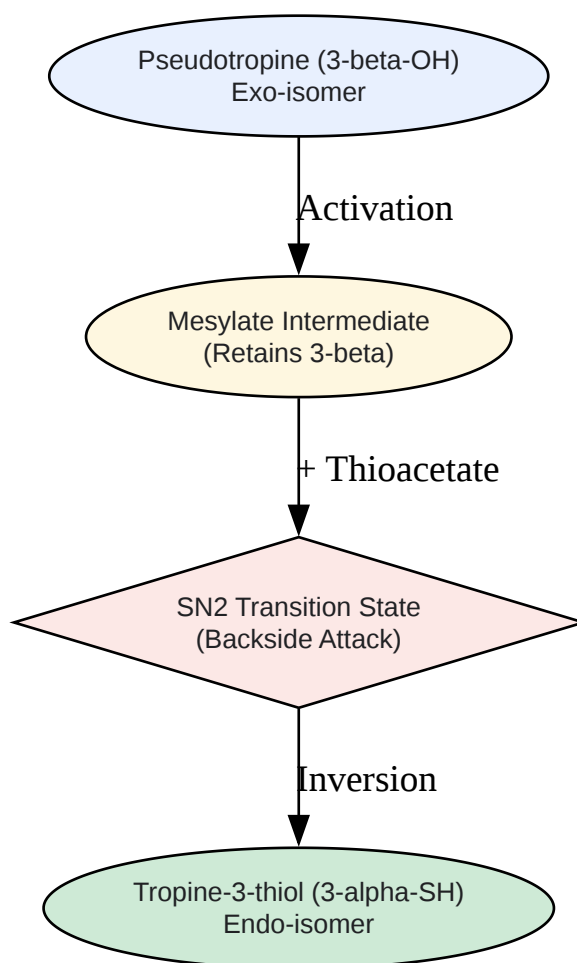 Pseudotropine (3-beta-OH)
Exo-isomer
Activation
Mesylate Intermediate
(Retains 3-beta)
+ Thioacetate
SN2 Transition State
(Backside Attack)
Inversion
Tropine-3-thiol (3-alpha-SH)
Endo-isomer